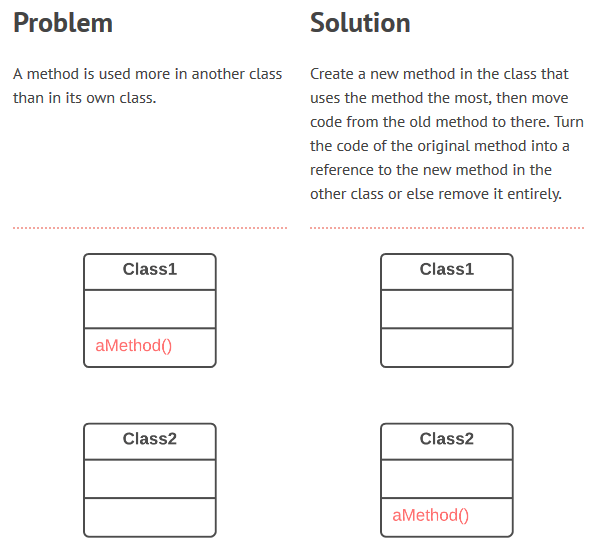 Problem
A method is used more in another class
than in its own class.
Solution
Create a new method in the class that
uses the method the most, then move
code from the old method to there. Turn
the code of the original method into a
reference to the new method in the
other class or else remove it entirely.
Class1
aMethod()
Class2
Class1
Class2
aMethod()